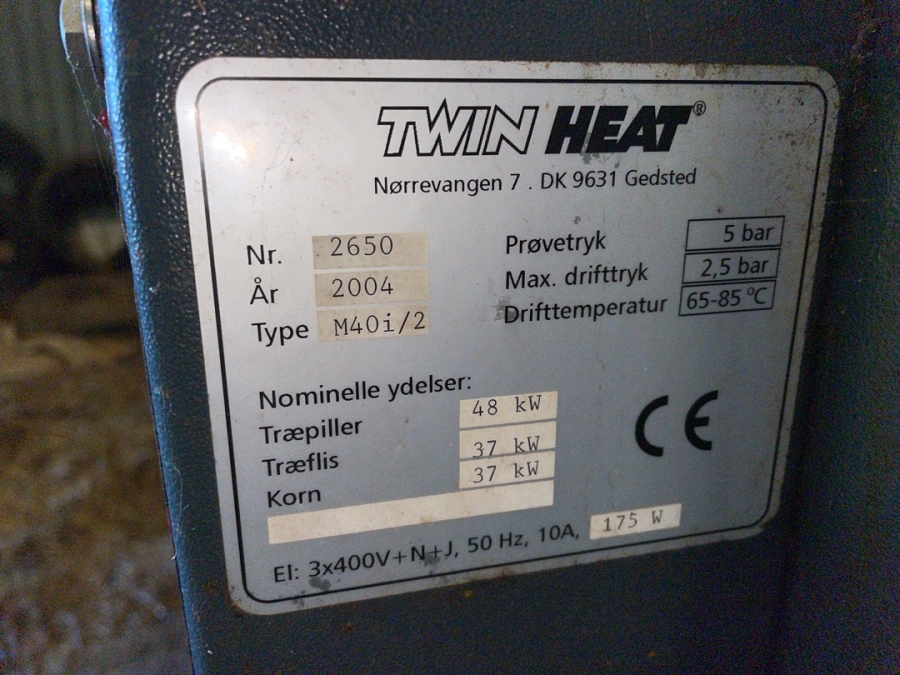 TWIN HEAT®
Nørrevangen 7 . DK 9631 Gedsted
Nr. 2650
År 2004
Type M40i/2
Prøvetryk 5 bar
Max. drifttryk 2,5 bar
Drifttemperatur 65-85 °C
Nominelle ydelser:
Træpiller 48 kW
Træflis 37 kW
Korn 37 kW
CE
El: 3x400V+N+J, 50 Hz, 10A, 175 W